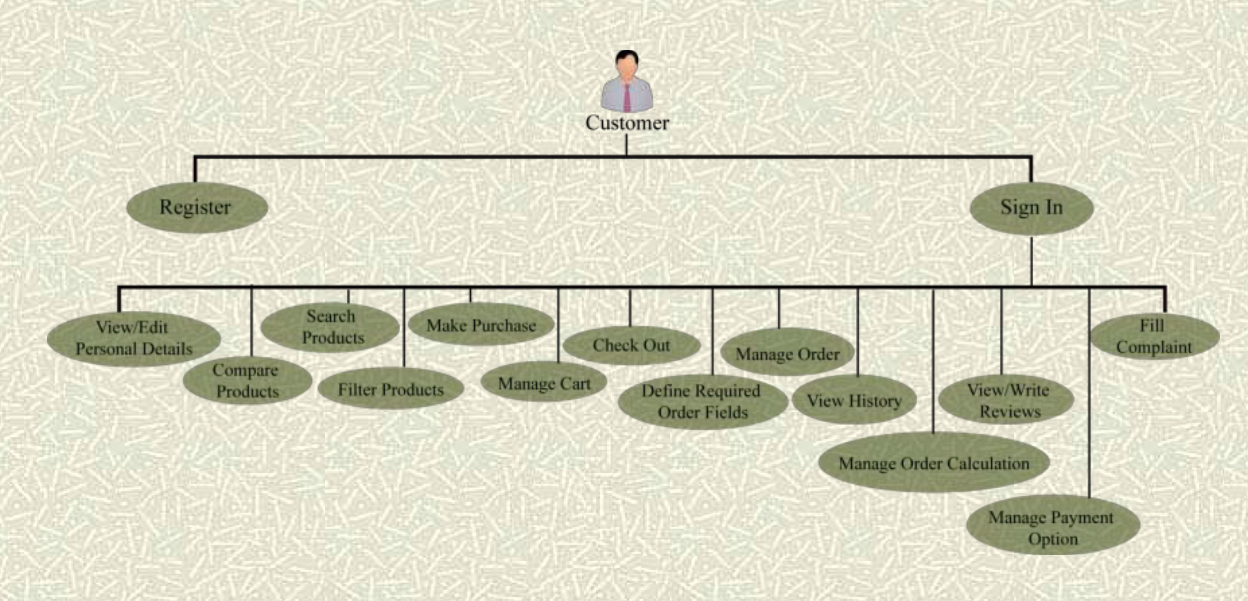 Customer
Register
Sign In
View/Edit
Personal Details
Compare
Products
Search
Products
Filter Products
Make Purchase
Manage Cart
Check Out
Define Required
Order Fields
Manage Order
View History
Manage Order Calculation
View/Write
Reviews
Manage Payment
Option
Fill
Complaint